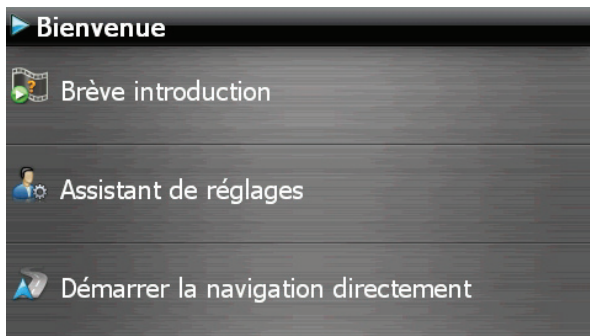 Bienvenue
Brève introduction
Assistant de réglages
Démarrer la navigation directement